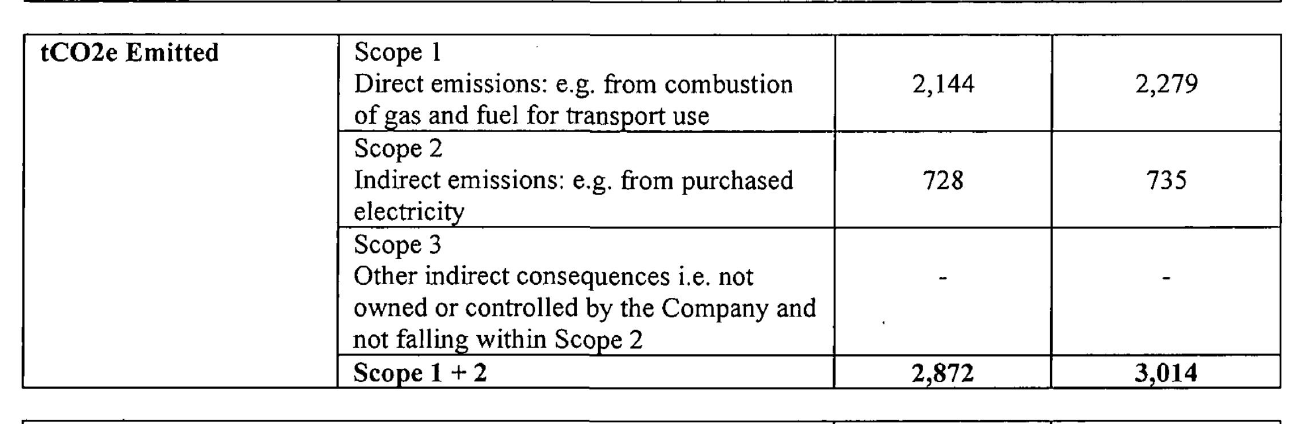 tCO2e Emitted
Scope 1
Direct emissions: e.g. from combustion
of gas and fuel for transport use
2,144
2,279
Scope 2
Indirect emissions: e.g. from purchased
electricity
728
735
Scope 3
Other indirect consequences i.e. not
owned or controlled by the Company and
not falling within Scope 2
-
-
Scope 1 + 2
2,872
3,014